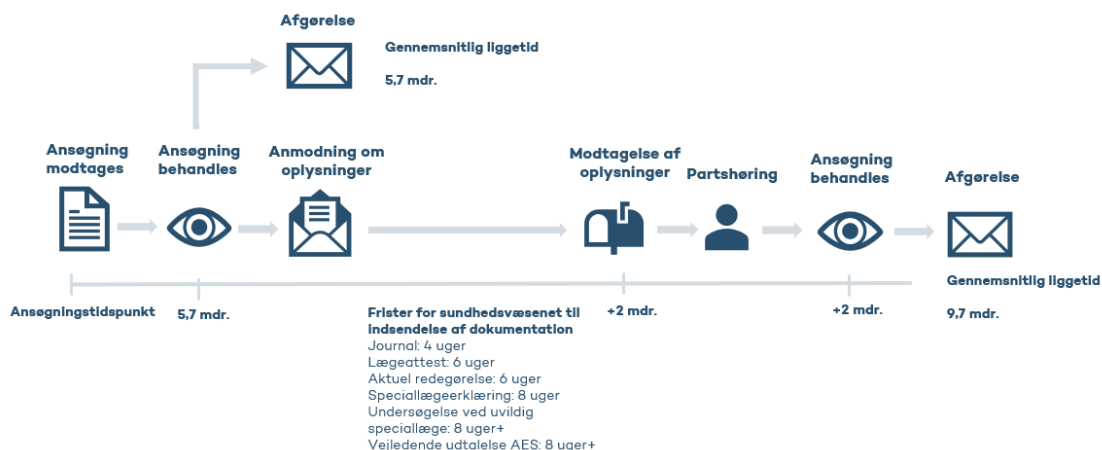 Afgørelse
Gennemsnitlig liggetid
5,7 mdr.
Ansøgning
modtages
Ansøgning
behandles
Anmodning om
oplysninger
Modtagelse af
oplysninger
Partshøring
Ansøgning
behandles
Afgørelse
Gennemsnitlig liggetid
9,7 mdr.
Ansøgningstidspunkt
5,7 mdr.
Frister for sundhedsvæsenet til
indsendelse af dokumentation
Journal: 4 uger
Lægeattest: 6 uger
Aktuel redegørelse: 6 uger
Speciallægeerklæring: 8 uger
Undersøgelse ved uvildig
speciallæge: 8 uger+
Vejledende udtalelse AES: 8 uger+
+2 mdr.
+2 mdr.